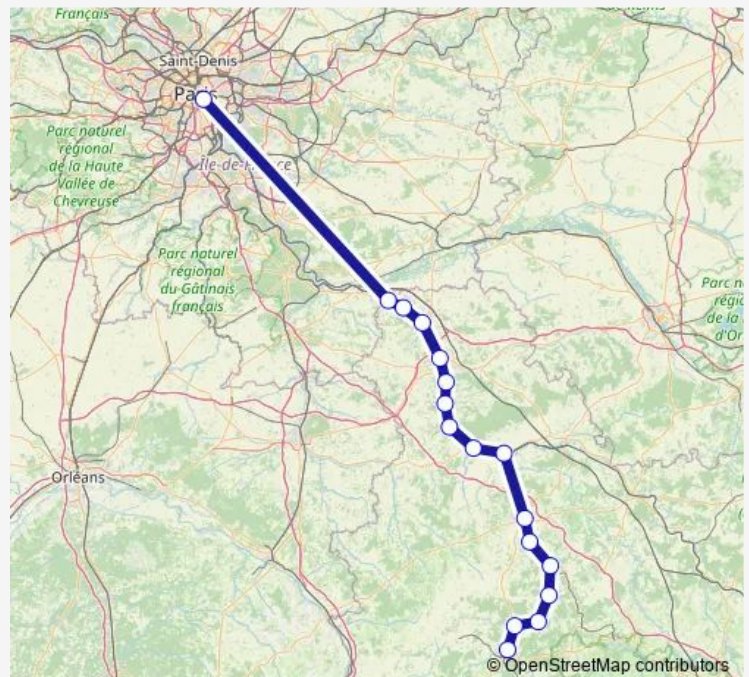 Français
Saint-Denis
Paris
Parc naturel
régional
de la Haute
Vallée de
Chevreuse
Île-de-France
Parc naturel
régional
du Gâtinais
français
Parc n
régio
de la
d'Or
Orléans
© OpenStreetMap contributors